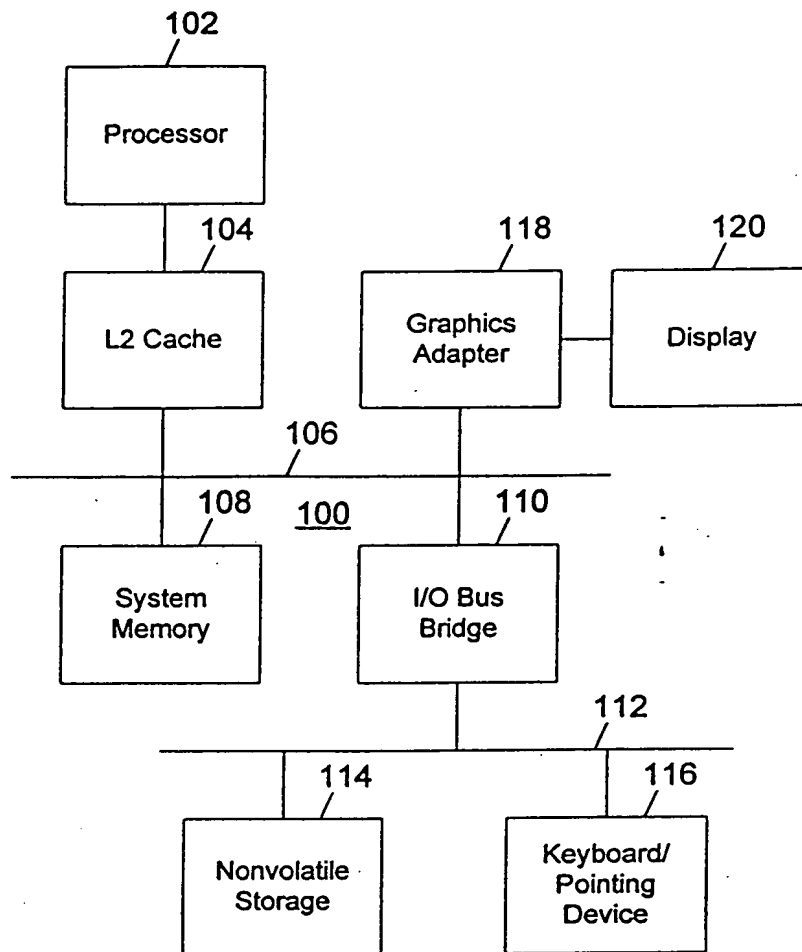 102
Processor
104
L2 Cache
118
Graphics
Adapter
120
Display
106
108
100
110
System
Memory
I/O Bus
Bridge
112
114
116
Nonvolatile
Storage
Keyboard/
Pointing
Device